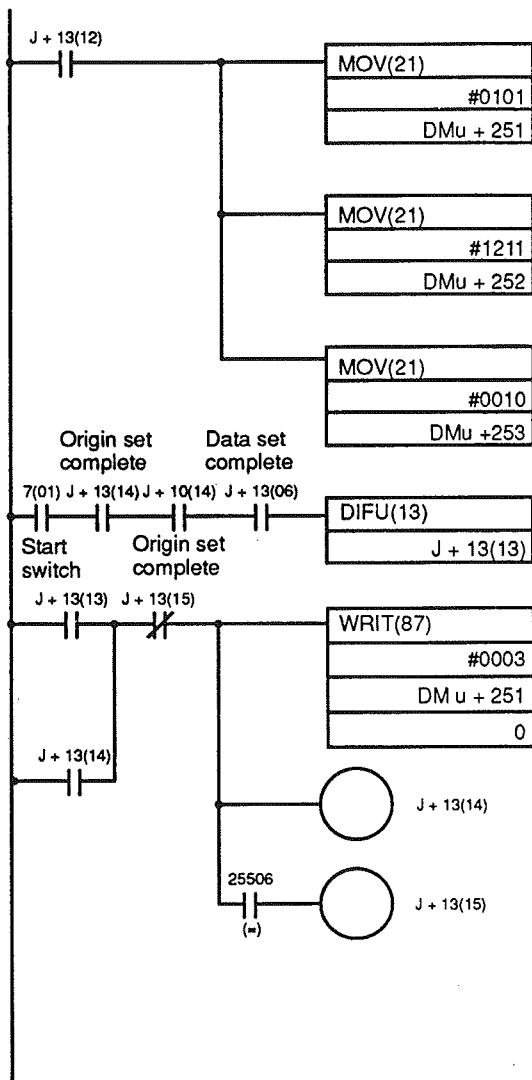 J + 13(12)
MOV(21)
#0101
DMu + 251
MOV(21)
#1211
DMu + 252
MOV(21)
#0010
DMu +253
Origin set
complete
Data set
complete
7(01) J + 13(14) J + 10(14) J + 13(06)
DIFU(13)
J + 13(13)
Start
switch
Origin set
complete
J + 13(13) J + 13(15)
WRIT(87)
#0003
DM u + 251
0
J + 13(14)
J + 13(14)
25506
(=)
J + 13(15)